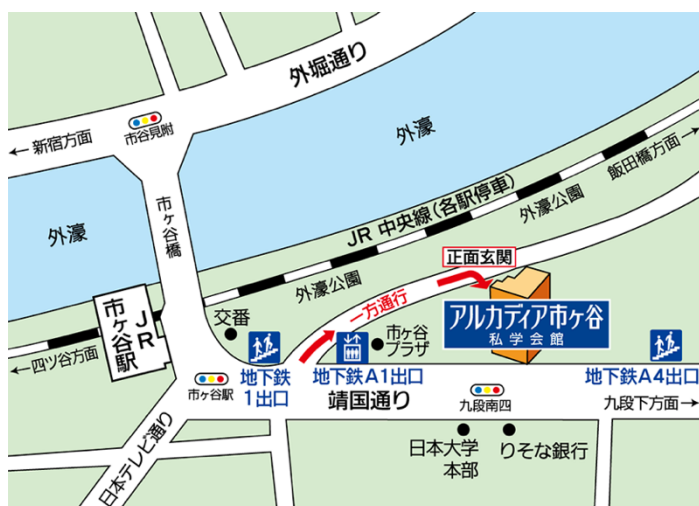 外堀通り
市谷見附
← 新宿方面
外濠
飯田橋方面 →
市ヶ谷橋
外濠
JR 中央線(各駅停車)
外濠公園
外濠公園
正面玄関
一方通行
アルカディア市ヶ谷
私学会館
JR
市ヶ谷駅
←四ツ谷方面
交番
市ヶ谷
プラザ
地下鉄
1出口
地下鉄A1出口
地下鉄A4出口
市ヶ谷駅
靖国通り
九段南四
九段下方面→
日本テレビ通り
日本大学
本部
りそな銀行